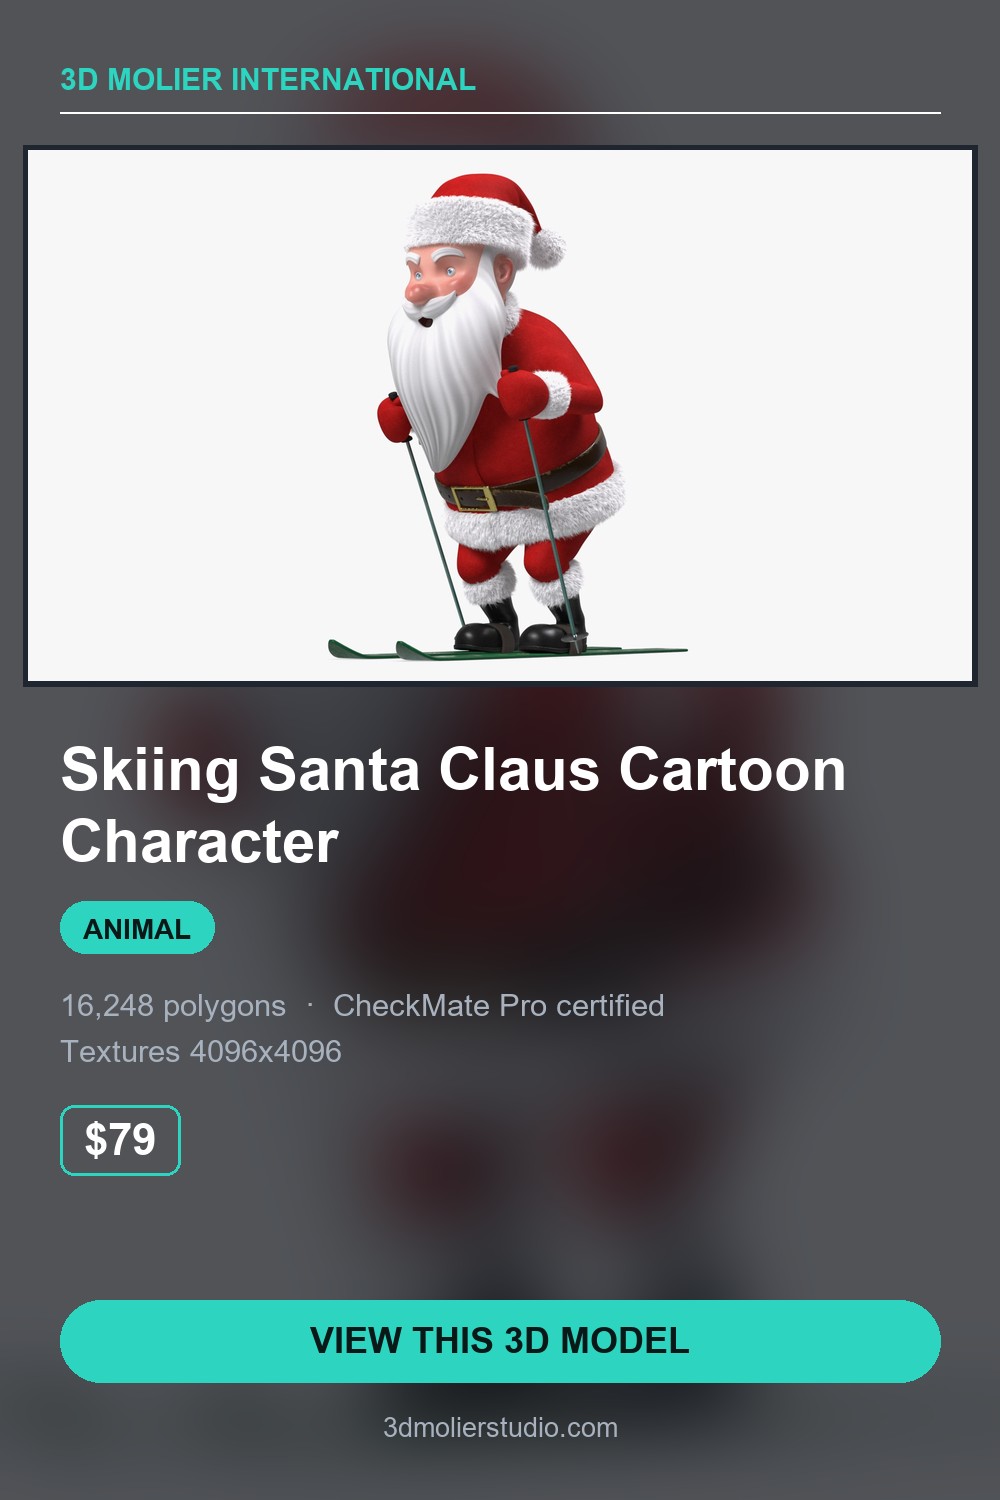 3D MOLIER INTERNATIONAL
Skiing Santa Claus Cartoon
Character
ANIMAL
16,248 polygons · CheckMate Pro certified
Textures 4096x4096
$79
VIEW THIS 3D MODEL
3dmolierstudio.com